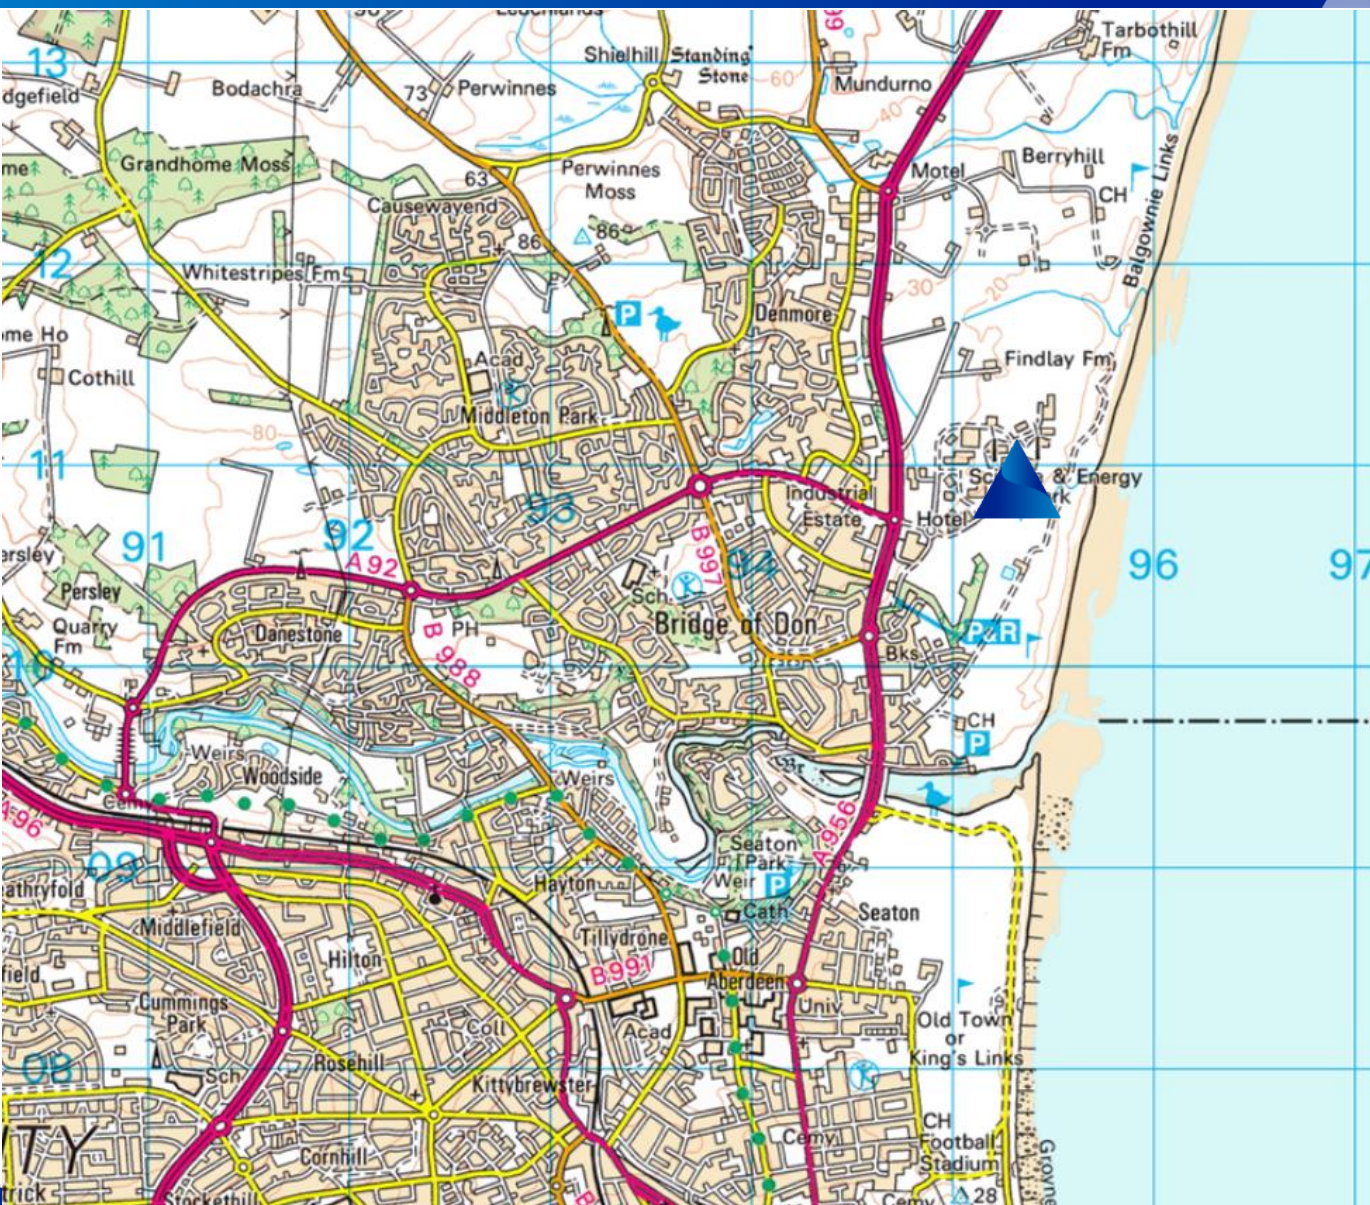 13
Shielhill
Standing
Stone
60
Tarbothill
Fm
dgefield
Bodachra
73
Perwinnes
Mundurno
40
Grandhome Moss
63
Perwinnes
Moss
Motel
Berryhill
CH
Causewayend
86
86
Balgownie Links
12
Whitestripes Fm
30
20
P
Denmore
ome Ho
Cothill
Acad
Findlay Fm
Middleton Park
80
11
93
Industrial
Estate
Hotel
& Energy
91
92
A 92
B 997
94
96
97
ersley
Persley
Quarry
Fm
Danestone
PH
Sch
Bridge of Don
P&R
10
B 988
Bks
CH
P
Weirs
Woodside
Weirs
Br
Cemy
A 96
A 956
09
Seaton
Park
Weir
P
Hayton
Cath
Seaton
eathryfold
Middlefield
Tillydrone
Hilton
B 991
Old
Aberdeen
field
Cummings
Park
Coll
Acad
Univ
Old Town
or
King's Links
08
Sch
Rosehill
Kittybrewster
CH
Football
Stadium
Cemy
Cornhill
TY
trick
Stockethill
Cemy
28
Groyne